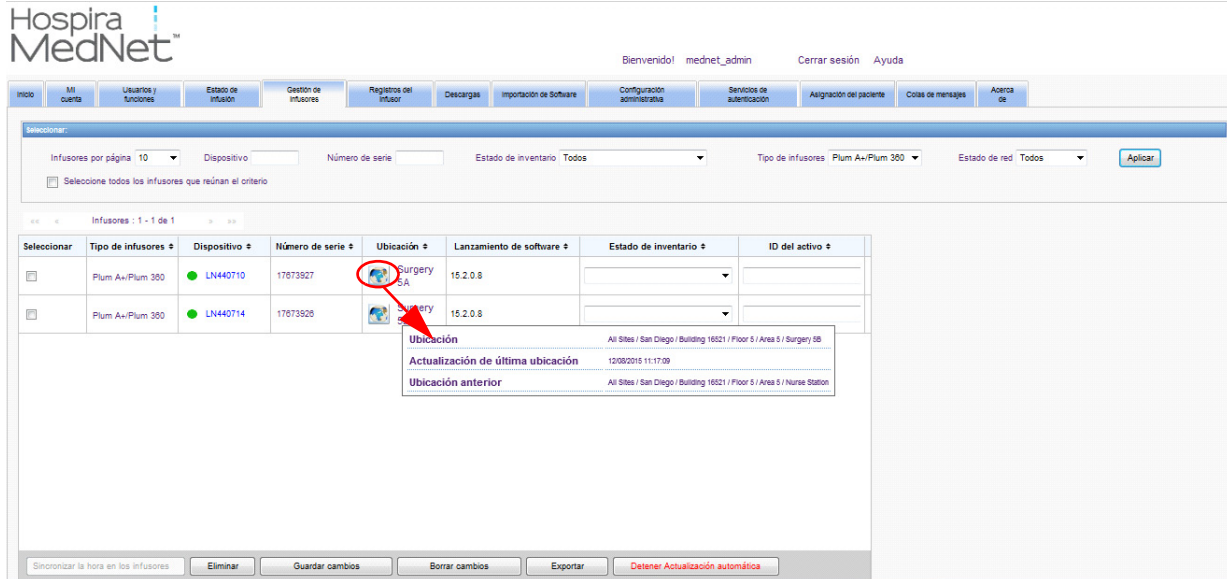 Hospira
MedNet™
Bienvenido! mednet_admin Cerrar sesión Ayuda
Inicio
Mi cuenta
Usuarios y funciones
Estado de infusión
Gestión de infusores
Registros del infusor
Descargas
Importación de Software
Configuración administrativa
Servicios de autenticación
Asignación del paciente
Colas de mensajes
Acerca de
Seleccionar:
Infusores por página 10 Dispositivo Número de serie Estado de inventario Todos Tipo de infusores Plum A+/Plum 360 Estado de red Todos Aplicar
Seleccione todos los infusores que reúnan el criterio
«« « Infusores : 1 - 1 de 1 » »»
Seleccionar Tipo de infusores Dispositivo Número de serie Ubicación Lanzamiento de software Estado de inventario ID del activo
Plum A+/Plum 360 LN440710 17673927 Surgery 5A 15.2.0.8
Plum A+/Plum 360 LN440714 17673926 15.2.0.8
Ubicación All Sites / San Diego / Building 16521 / Floor 5 / Area 5 / Surgery 5B
Actualización de última ubicación 12/08/2015 11:17:09
Ubicación anterior All Sites / San Diego / Building 16521 / Floor 5 / Area 5 / Nurse Station
Sincronizar la hora en los infusores Eliminar Guardar cambios Borrar cambios Exportar Detener Actualización automática